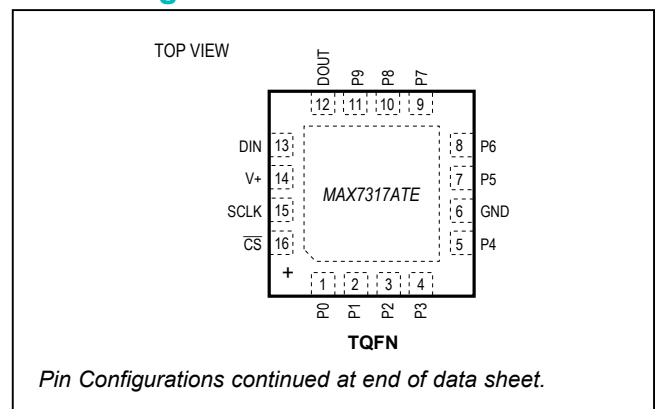 TOP VIEW
DOUT P9 P8 P7
12 11 10 9
DIN 13 8 P6
V+ 14 7 P5
MAX7317ATE
SCLK 15 6 GND
CS 16 5 P4
+
1 2 3 4
P0 P1 P2 P3
TQFN
Pin Configurations continued at end of data sheet.